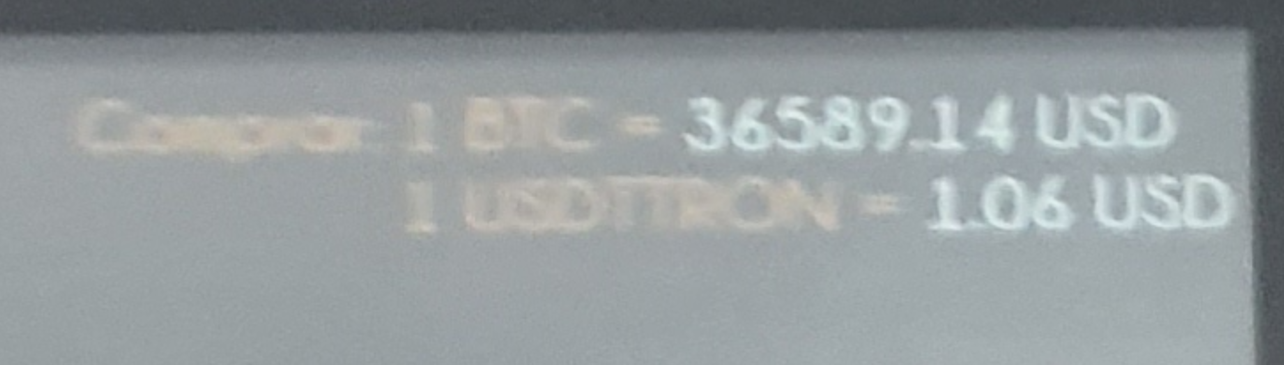 Comprar 1 BTC = 36589.14 USD
1 USDTTRON = 1.06 USD